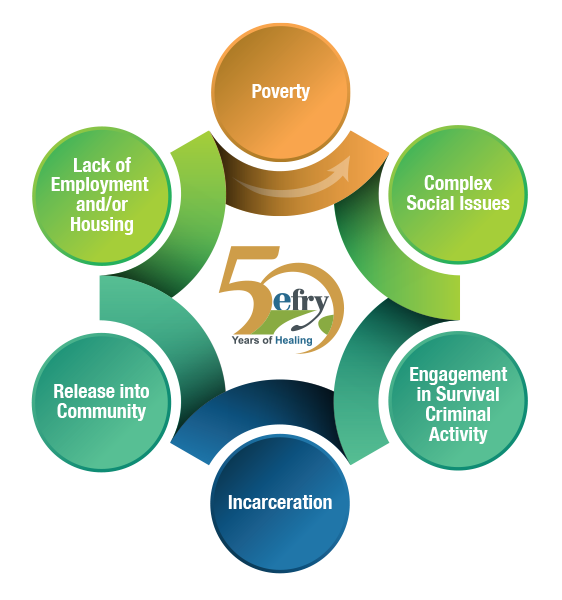 Poverty
Complex
Social Issues
Engagement
in Survival
Criminal
Activity
Incarceration
Release into
Community
Lack of
Employment
and/or
Housing
50
efry
Years of Healing